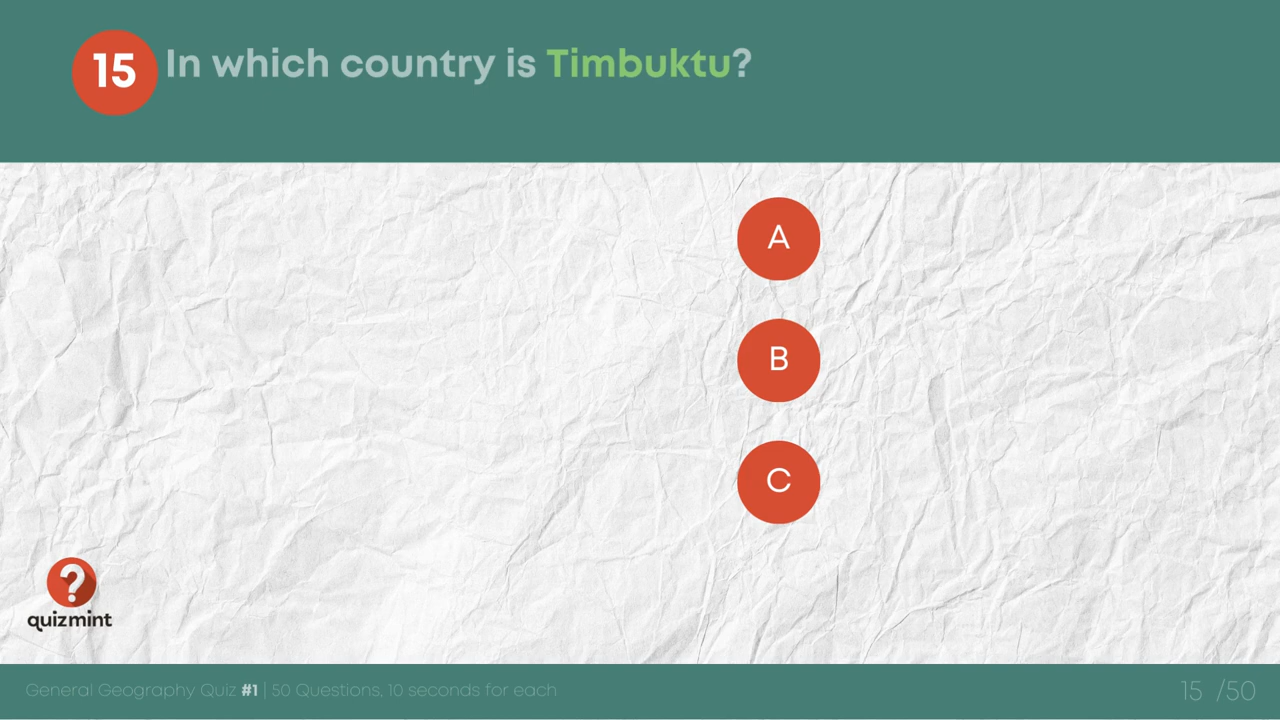 15 In which country is Timbuktu?
A
B
C
?
quizmint
General Geography Quiz #1 | 50 Questions, 10 seconds for each
15 /50